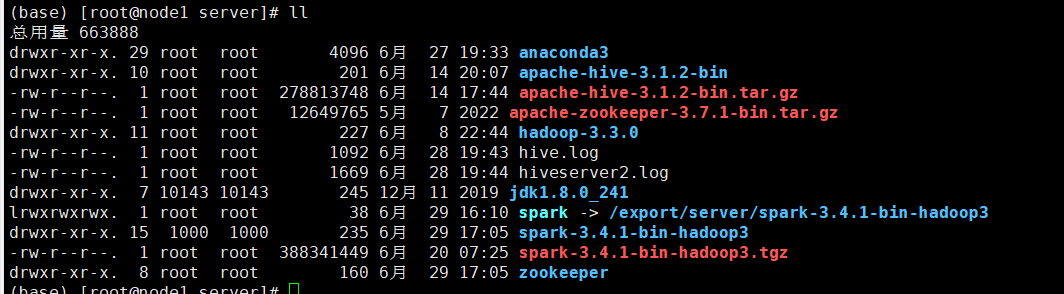 (base) [root@node1 server]# ll
总用量 663888
drwxr-xr-x. 29 root  root       4096 6月  27 19:33 anaconda3
drwxr-xr-x. 10 root  root        201 6月  14 20:07 apache-hive-3.1.2-bin
-rw-r--r--.  1 root  root  278813748 6月  14 17:44 apache-hive-3.1.2-bin.tar.gz
-rw-r--r--.  1 root  root   12649765 5月   7 2022 apache-zookeeper-3.7.1-bin.tar.gz
drwxr-xr-x. 11 root  root        227 6月   8 22:44 hadoop-3.3.0
-rw-r--r--.  1 root  root       1092 6月  28 19:43 hive.log
-rw-r--r--.  1 root  root       1669 6月  28 19:44 hiveserver2.log
drwxr-xr-x.  7 10143 10143       245 12月 11 2019 jdk1.8.0_241
lrwxrwxrwx.  1 root  root         38 6月  29 16:10 spark -> /export/server/spark-3.4.1-bin-hadoop3
drwxr-xr-x. 15  1000  1000       235 6月  29 17:05 spark-3.4.1-bin-hadoop3
-rw-r--r--.  1 root  root  388341449 6月  20 07:25 spark-3.4.1-bin-hadoop3.tgz
drwxr-xr-x.  8 root  root        160 6月  29 17:05 zookeeper
(base) [root@node1 server]#